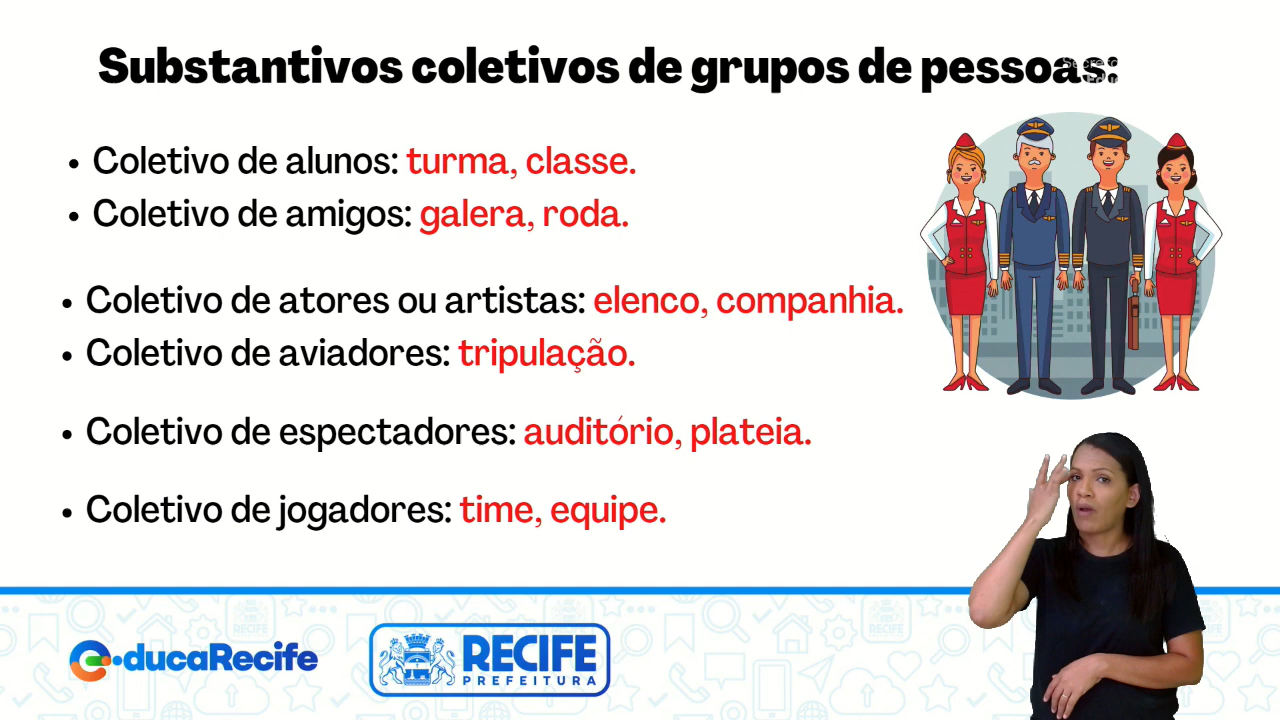 Substantivos coletivos de grupos de pessoas:
• Coletivo de alunos: turma, classe.
• Coletivo de amigos: galera, roda.
• Coletivo de atores ou artistas: elenco, companhia.
• Coletivo de aviadores: tripulação.
• Coletivo de espectadores: auditório, plateia.
• Coletivo de jogadores: time, equipe.
ducaRecife
RECIFE
PREFEITURA